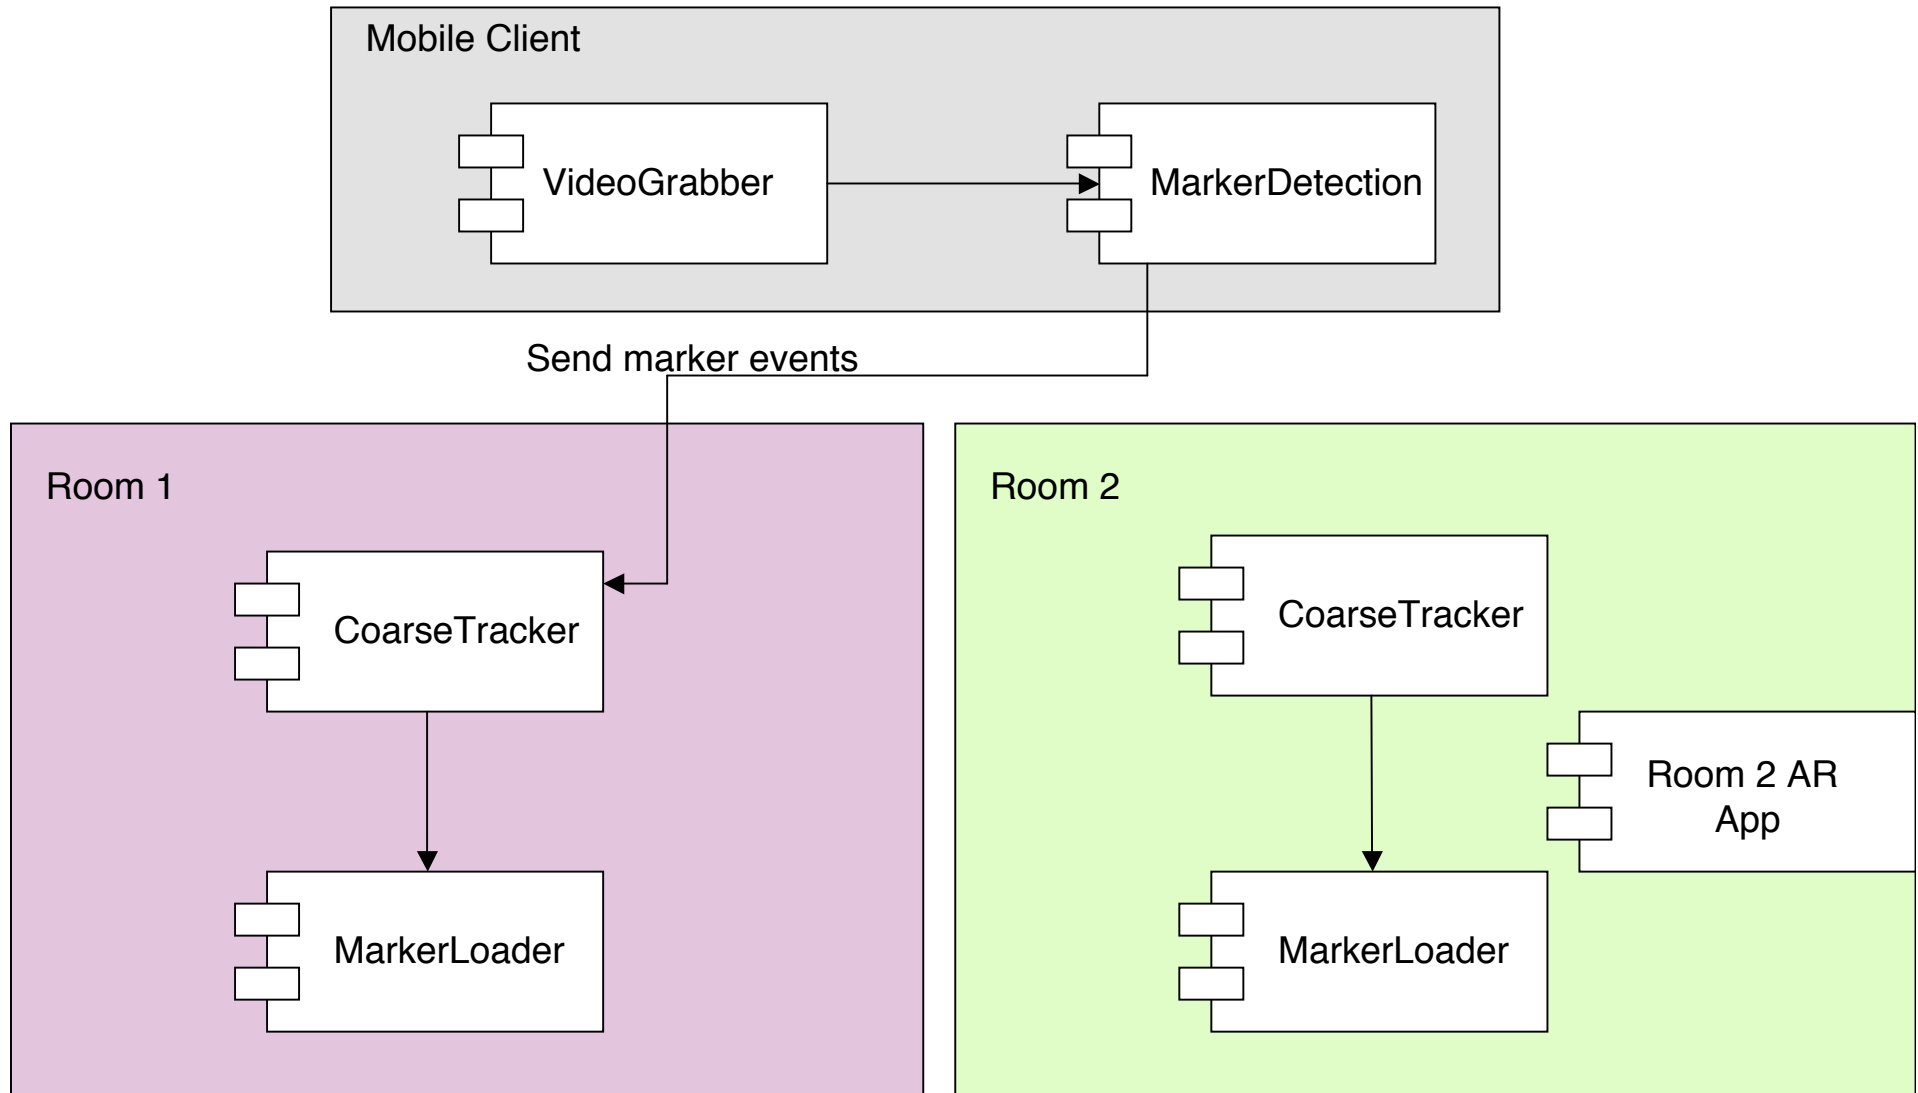 Mobile Client
VideoGrabber
MarkerDetection
Send marker events
Room 1
CoarseTracker
MarkerLoader
Room 2
CoarseTracker
Room 2 AR
App
MarkerLoader